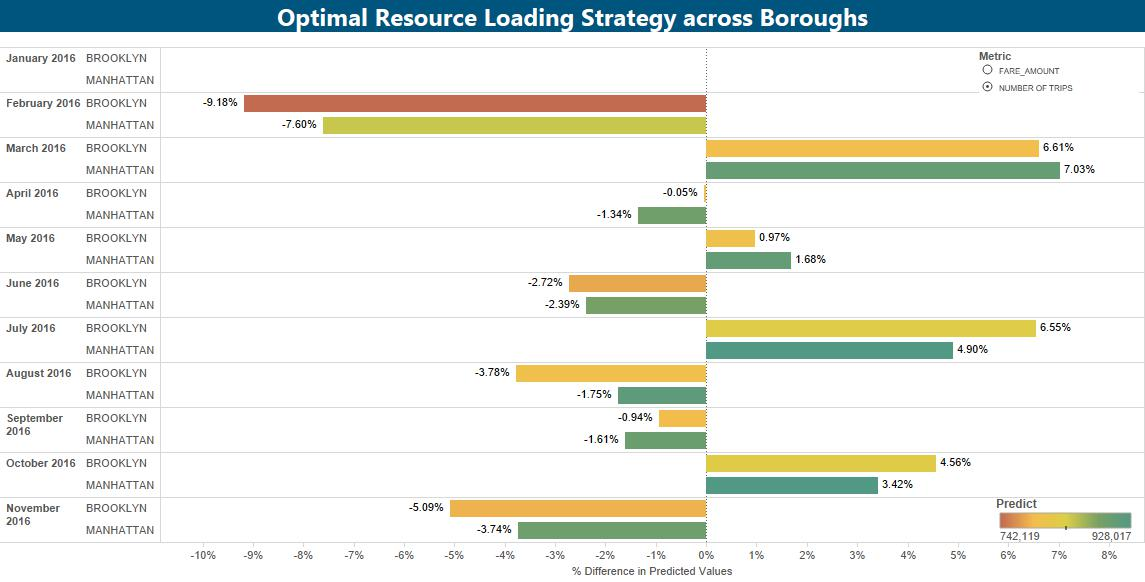 Optimal Resource Loading Strategy across Boroughs
January 2016 BROOKLYN
MANHATTAN
Metric
FARE_AMOUNT
NUMBER OF TRIPS
February 2016 BROOKLYN -9.18%
MANHATTAN -7.60%
March 2016 BROOKLYN 6.61%
MANHATTAN 7.03%
April 2016 BROOKLYN -0.05%
MANHATTAN -1.34%
May 2016 BROOKLYN 0.97%
MANHATTAN 1.68%
June 2016 BROOKLYN -2.72%
MANHATTAN -2.39%
July 2016 BROOKLYN 6.55%
MANHATTAN 4.90%
August 2016 BROOKLYN -3.78%
MANHATTAN -1.75%
September
2016
BROOKLYN -0.94%
MANHATTAN -1.61%
October 2016 BROOKLYN 4.56%
MANHATTAN 3.42%
November
2016
BROOKLYN -5.09%
MANHATTAN -3.74%
Predict
742,119 928,017
-10% -9% -8% -7% -6% -5% -4% -3% -2% -1% 0% 1% 2% 3% 4% 5% 6% 7% 8%
% Difference in Predicted Values